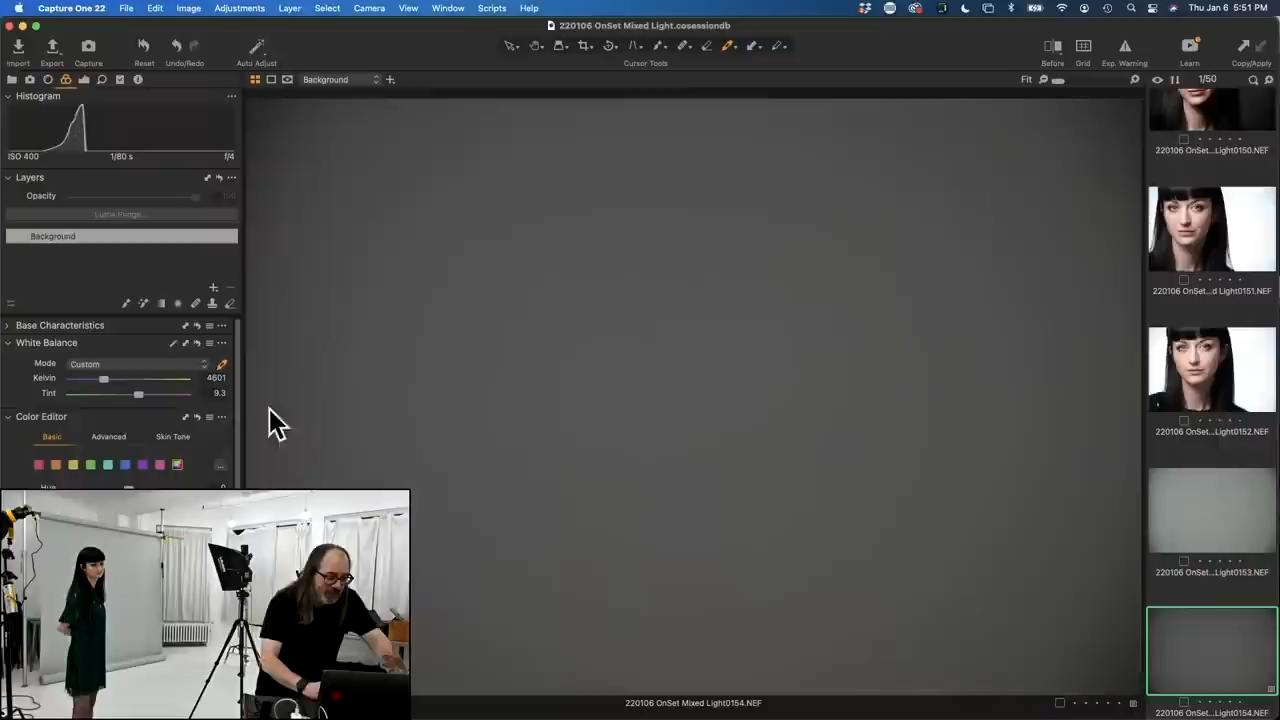 Capture One 22 File Edit Image Adjustments Layer Select Camera View Window Scripts Help Thu Jan 6 5:51 PM
220106 OnSet Mixed Light.cosessiondb
Import Export Capture Reset Undo/Redo Auto Adjust Cursor Tools Before Grid Exp. Warning Learn Copy/Apply
Background Fit 1/50
Histogram
ISO 400 1/80 s f/4
220106 OnSet...Light0150.NEF
Layers
Opacity
Luma Range...
Background
220106 OnSet...d Light0151.NEF
Base Characteristics
White Balance
Mode Custom
Kelvin 4601
Tint 9.3
Color Editor
Basic Advanced Skin Tone
220106 OnSet...Light0152.NEF
...
Hue 0
220106 OnSet...Light0153.NEF
220106 OnSet Mixed Light0154.NEF
220106 OnSet...Light0154.NEF